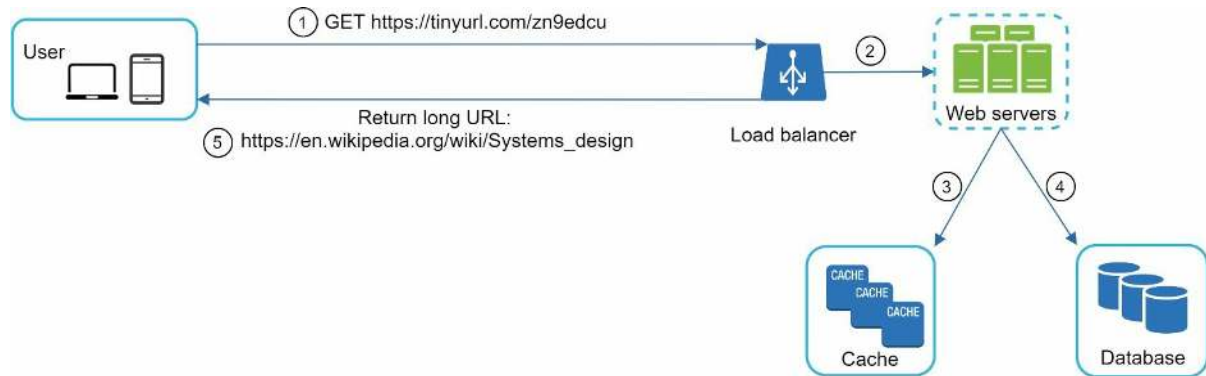 1 GET https://tinyurl.com/zn9edcu
User
2
Return long URL:
5 https://en.wikipedia.org/wiki/Systems_design
Load balancer
Web servers
3
4
CACHE
CACHE
CACHE
Cache
Database